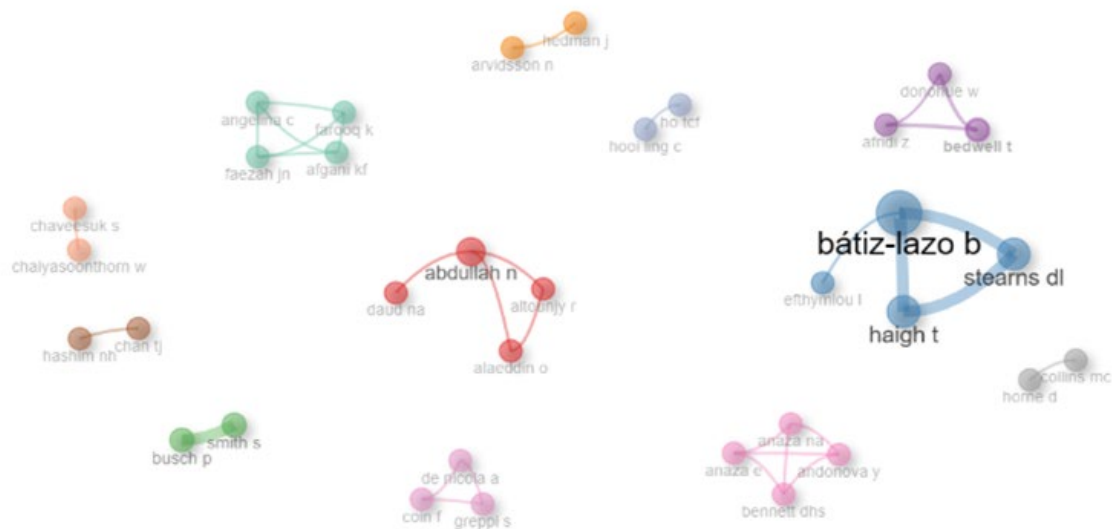 hedman j
arvidsson n
donohue w
angelina c
farooq k
ho tcf
afindi z
bedwell t
hooi ling c
faezah jn
afgani kf
chaveesuk s
bátiz-lazo b
chaiyasoonthorn w
abdullah n
stearns dl
daud na
altounjy r
efthymiou l
haigh t
hashim nh
chan tj
alaeddin o
collins mc
horne d
smith s
busch p
anaza na
anaza e
andonova y
de nicola a
bennett dhs
coin f
greppi s